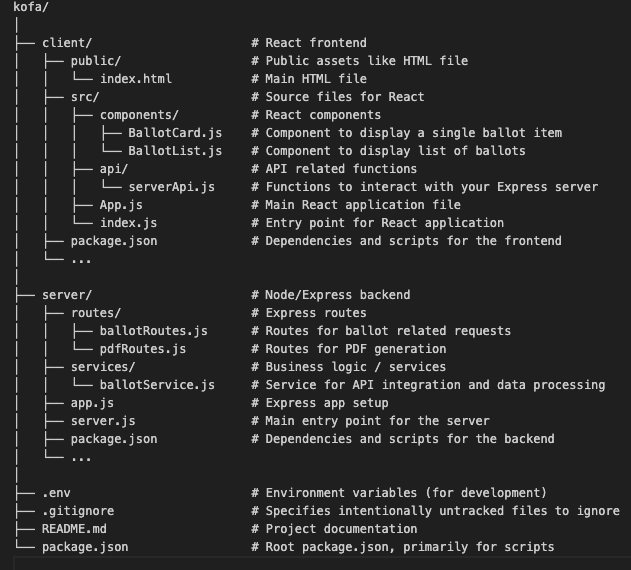 kofa/
│
├── client/                   # React frontend
│   ├── public/               # Public assets like HTML file
│   │   └── index.html        # Main HTML file
│   ├── src/                  # Source files for React
│   │   ├── components/       # React components
│   │   │   ├── BallotCard.js # Component to display a single ballot item
│   │   │   └── BallotList.js # Component to display list of ballots
│   │   ├── api/              # API related functions
│   │   │   └── serverApi.js  # Functions to interact with your Express server
│   │   ├── App.js            # Main React application file
│   │   └── index.js          # Entry point for React application
│   ├── package.json          # Dependencies and scripts for the frontend
│   └── ...
│
├── server/                   # Node/Express backend
│   ├── routes/               # Express routes
│   │   ├── ballotRoutes.js   # Routes for ballot related requests
│   │   └── pdfRoutes.js      # Routes for PDF generation
│   ├── services/             # Business logic / services
│   │   └── ballotService.js  # Service for API integration and data processing
│   ├── app.js                # Express app setup
│   ├── server.js             # Main entry point for the server
│   ├── package.json          # Dependencies and scripts for the backend
│   └── ...
│
├── .env                      # Environment variables (for development)
├── .gitignore                # Specifies intentionally untracked files to ignore
├── README.md                 # Project documentation
└── package.json              # Root package.json, primarily for scripts